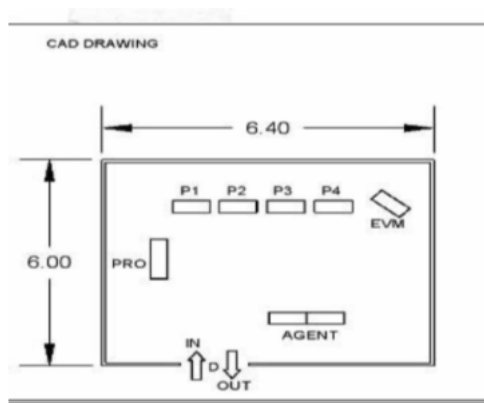 CAD DRAWING
6.40
P1 P2 P3 P4
EVM
6.00
PRO
AGENT
IN
D
OUT